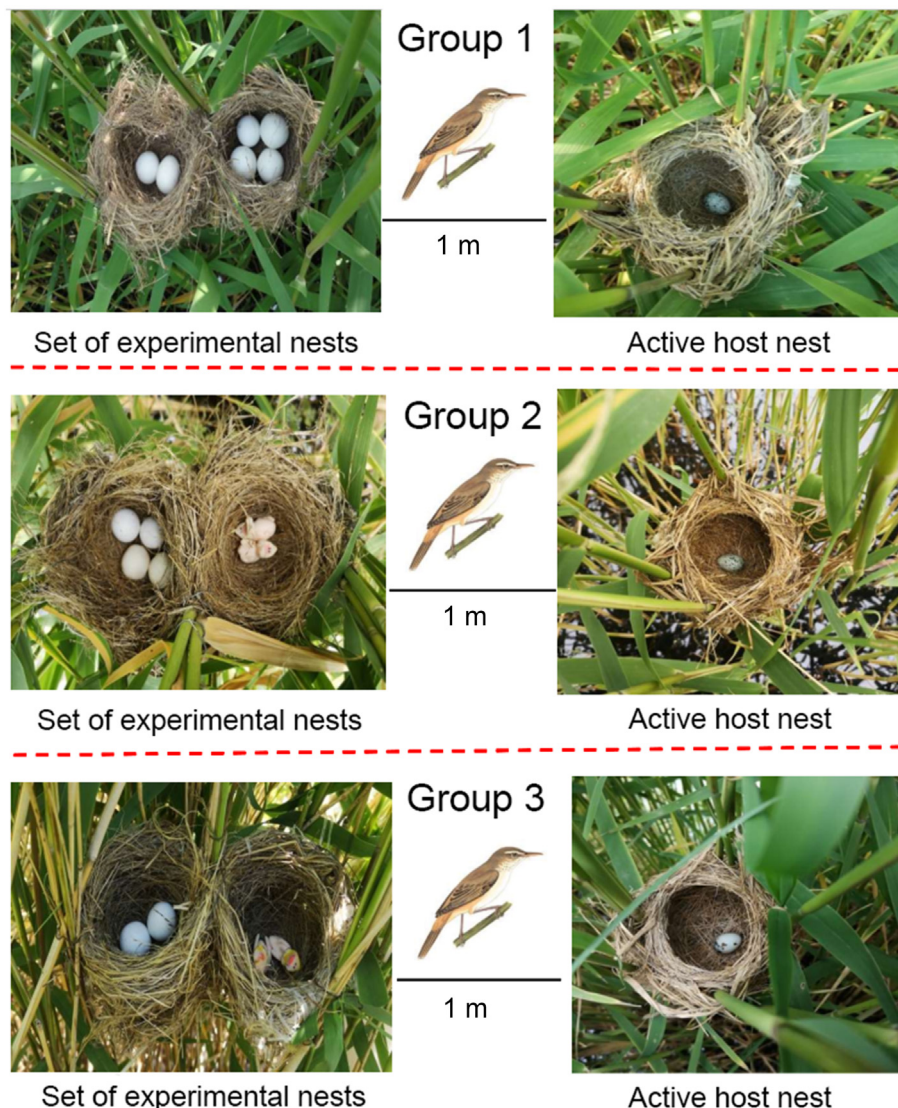 Group 1
1 m
Set of experimental nests
Active host nest
Group 2
1 m
Set of experimental nests
Active host nest
Group 3
1 m
Set of experimental nests
Active host nest